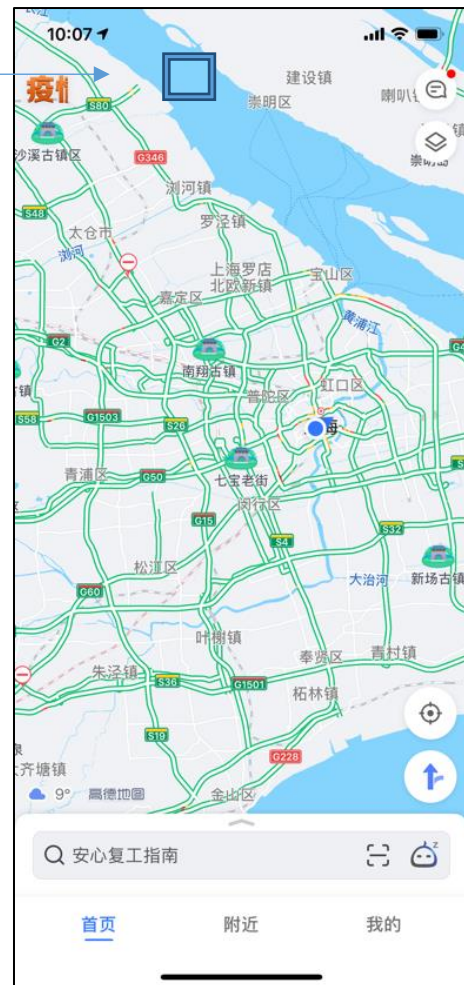 长江
10:07
建设镇
崇明区
疫情
S80
沙溪古镇区
G346
浏河镇
S48
太仓市
罗泾镇
浏河
上海罗店
北欧新镇
宝山区
嘉定区
黄浦江
G2
南翔古镇
虹口区
普陀区
S58
G1503
S26
青浦区
G50
七宝老街
闵行区
G15
S32
S4
松江区
大治河
新场古镇
G60
叶榭镇
奉贤区
青村镇
朱泾镇
S36
G1501
柘林镇
S19
G228
齐塘镇
9°
高德地图
金山区
安心复工指南
首页
附近
我的